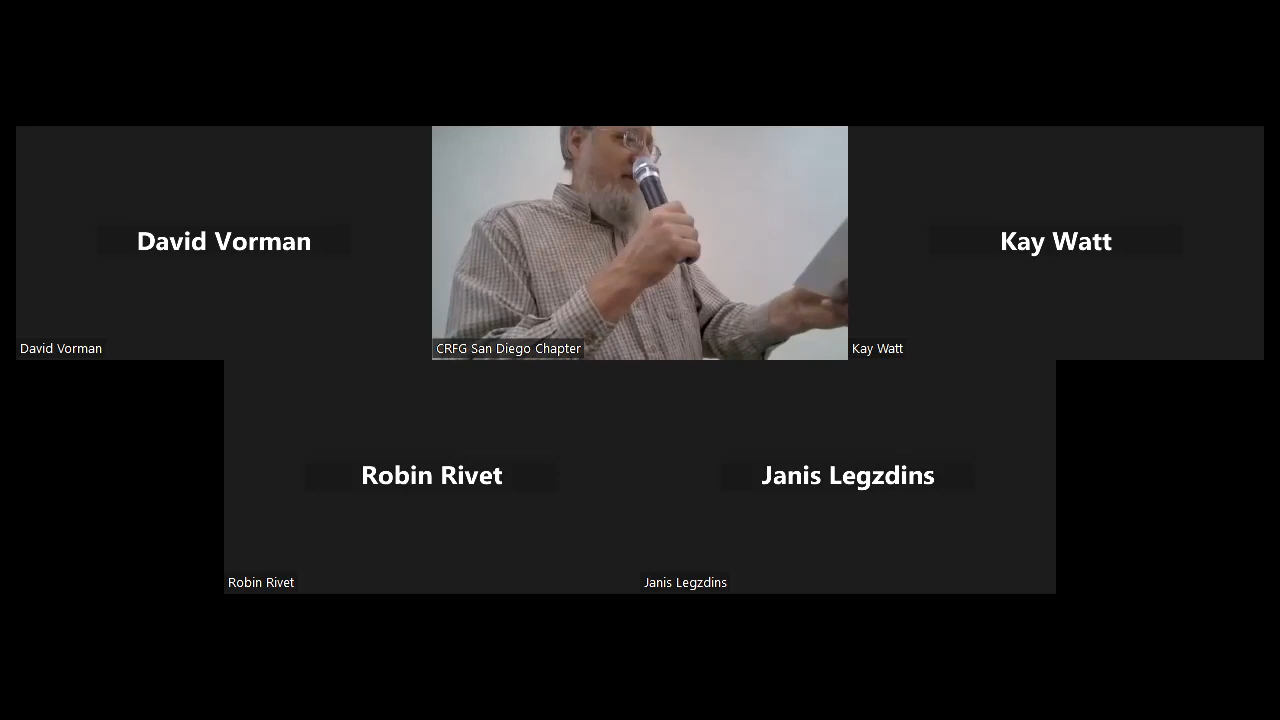 David Vorman
David Vorman
CRFG San Diego Chapter
Kay Watt
Kay Watt
Robin Rivet
Robin Rivet
Janis Legzdins
Janis Legzdins